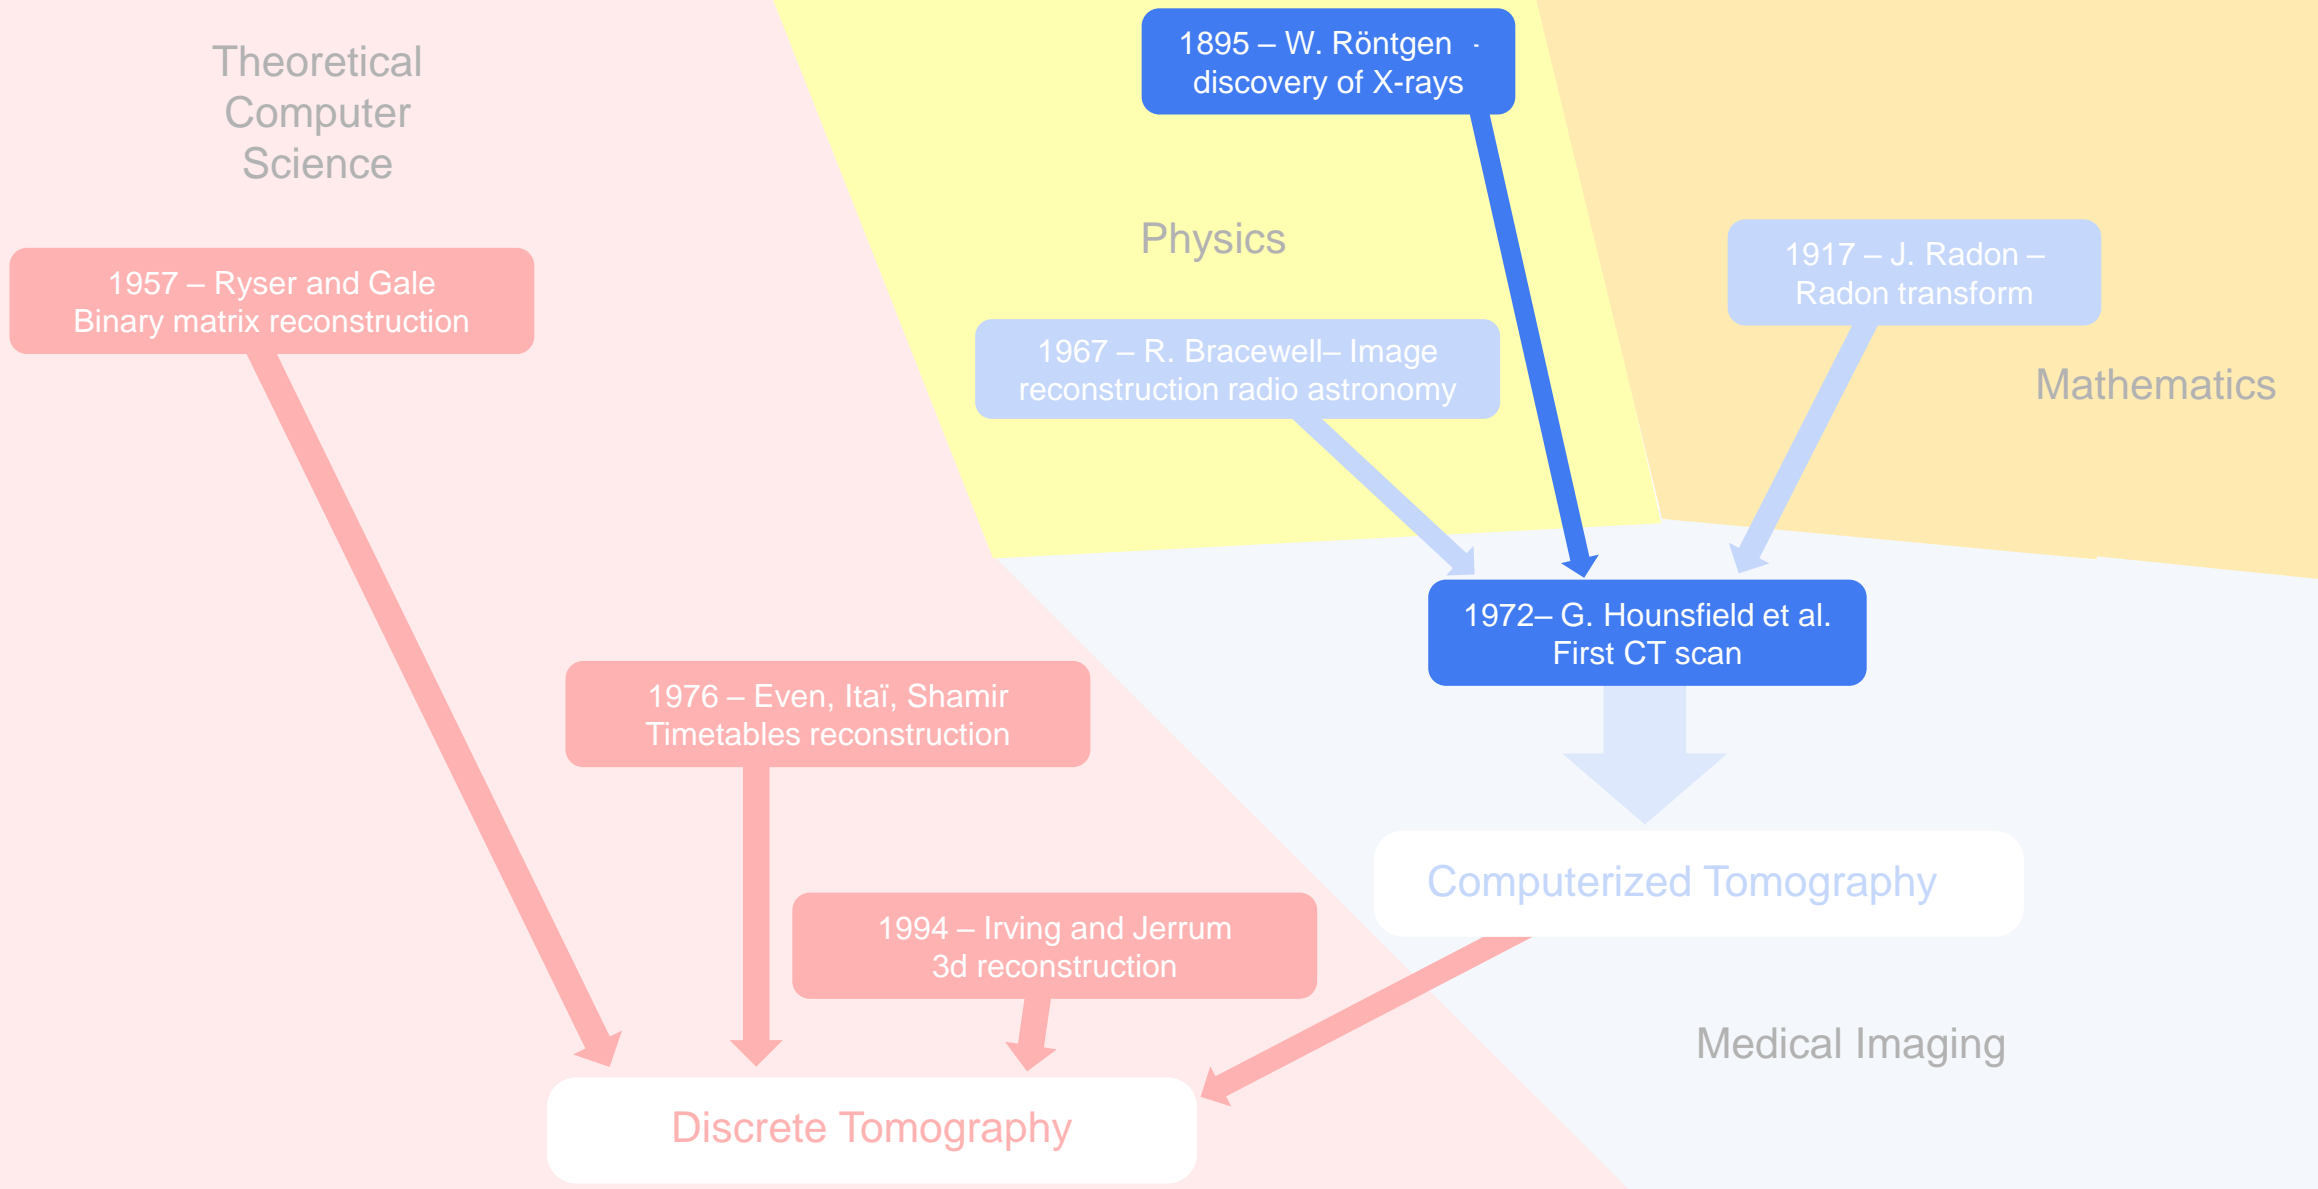 Theoretical
Computer
Science
1895 – W. Röntgen -
discovery of X-rays
Physics
1917 – J. Radon –
Radon transform
1957 – Ryser and Gale
Binary matrix reconstruction
1967 – R. Bracewell– Image
reconstruction radio astronomy
Mathematics
1972– G. Hounsfield et al.
First CT scan
1976 – Even, Itaï, Shamir
Timetables reconstruction
Computerized Tomography
1994 – Irving and Jerrum
3d reconstruction
Medical Imaging
Discrete Tomography